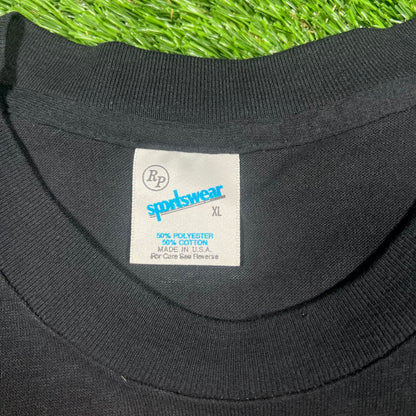 RP
sportswear
XL
50% POLYESTER
50% COTTON
MADE IN U.S.A.
For Care See Reverse